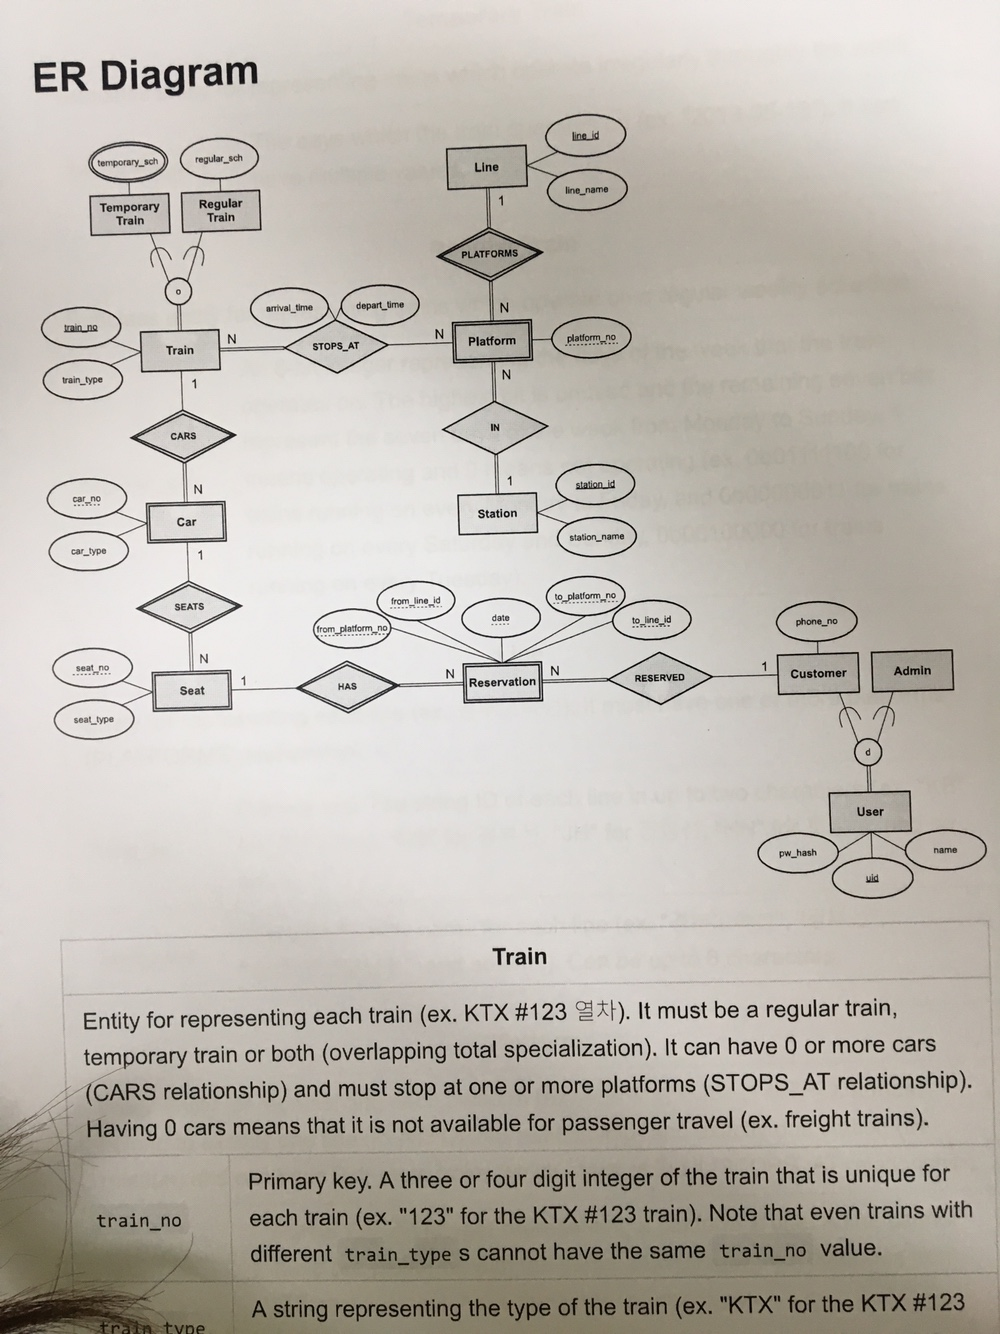 ER Diagram
temporary_sch
regular_sch
Temporary
Train
Regular
Train
o
train_no
train_type
Train
arrival_time
depart_time
N
STOPS_AT
N
Line
line_id
line_name
1
PLATFORMS
N
Platform
platform_no
N
IN
1
Station
station_id
station_name
1
CARS
N
car_no
car_type
Car
1
SEATS
N
seat_no
seat_type
Seat
1
HAS
N
from_platform_no
from_line_id
date
to_platform_no
to_line_id
Reservation
N
RESERVED
1
phone_no
Customer
Admin
d
User
pw_hash
uid
name
Train
Entity for representing each train (ex. KTX #123 열차). It must be a regular train,
temporary train or both (overlapping total specialization). It can have 0 or more cars
(CARS relationship) and must stop at one or more platforms (STOPS_AT relationship).
Having 0 cars means that it is not available for passenger travel (ex. freight trains).
train_no
Primary key. A three or four digit integer of the train that is unique for
each train (ex. "123" for the KTX #123 train). Note that even trains with
different train_type s cannot have the same train_no value.
train_type
A string representing the type of the train (ex. "KTX" for the KTX #123